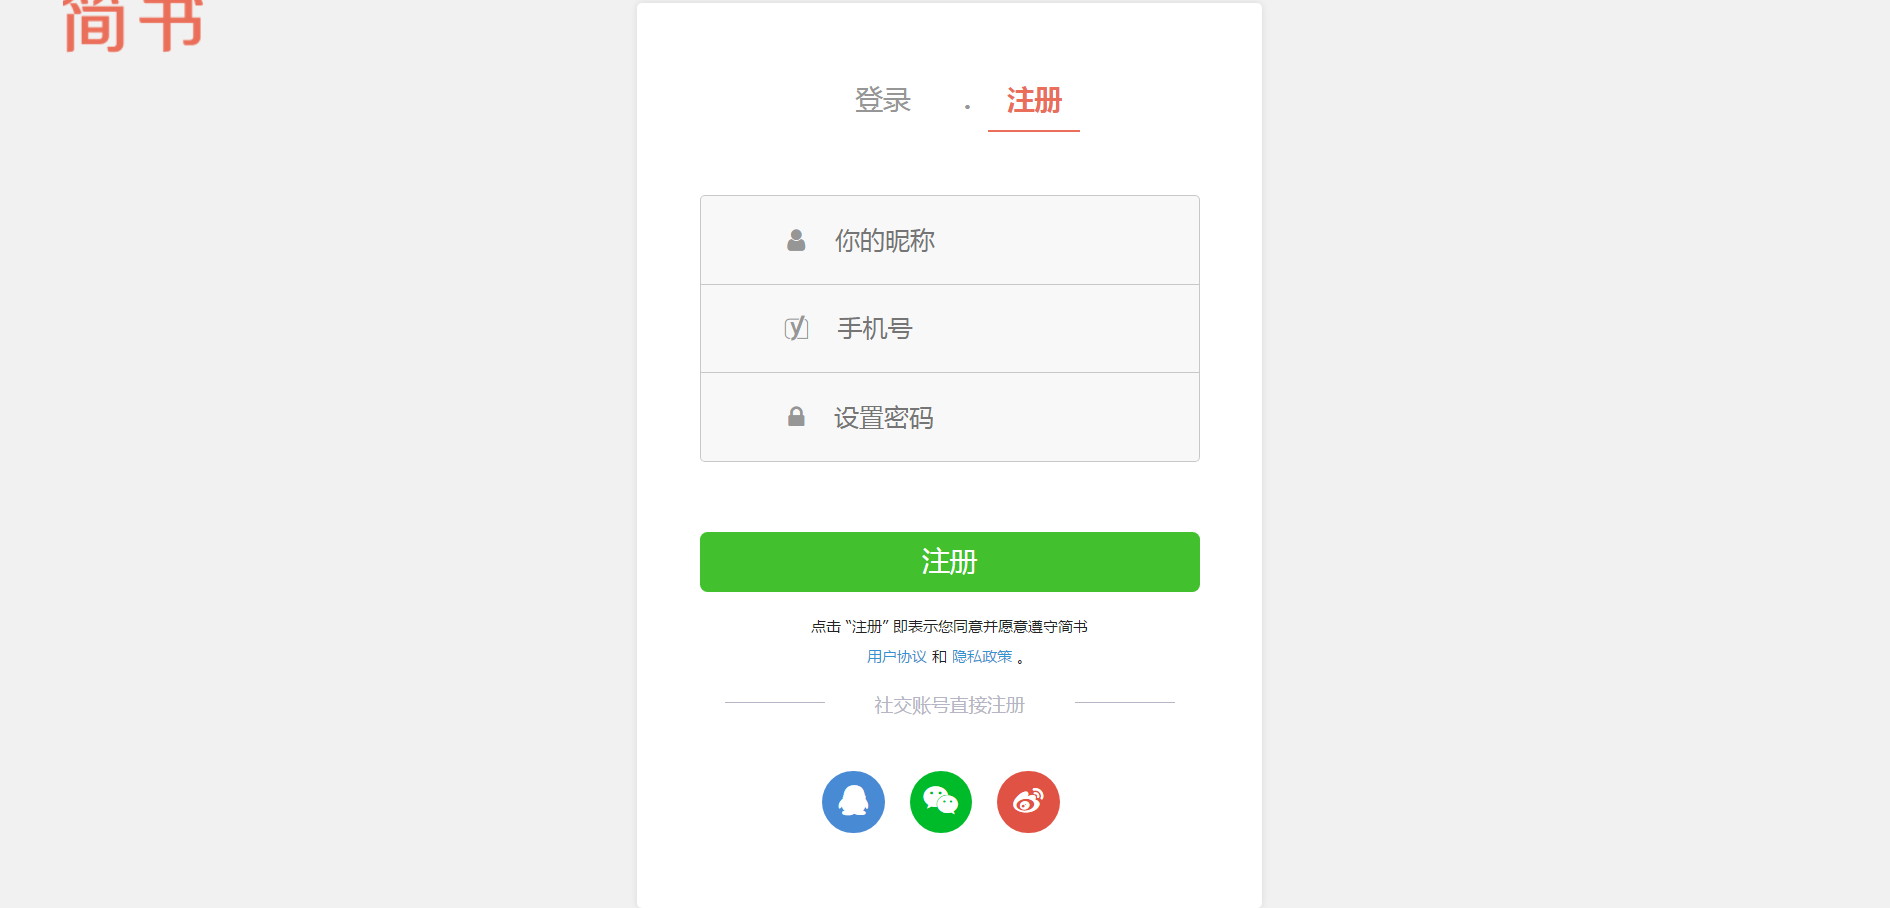 简书
登录 · 注册
你的昵称
手机号
设置密码
注册
点击 “注册” 即表示您同意并愿意遵守简书
用户协议 和 隐私政策 。
社交账号直接注册